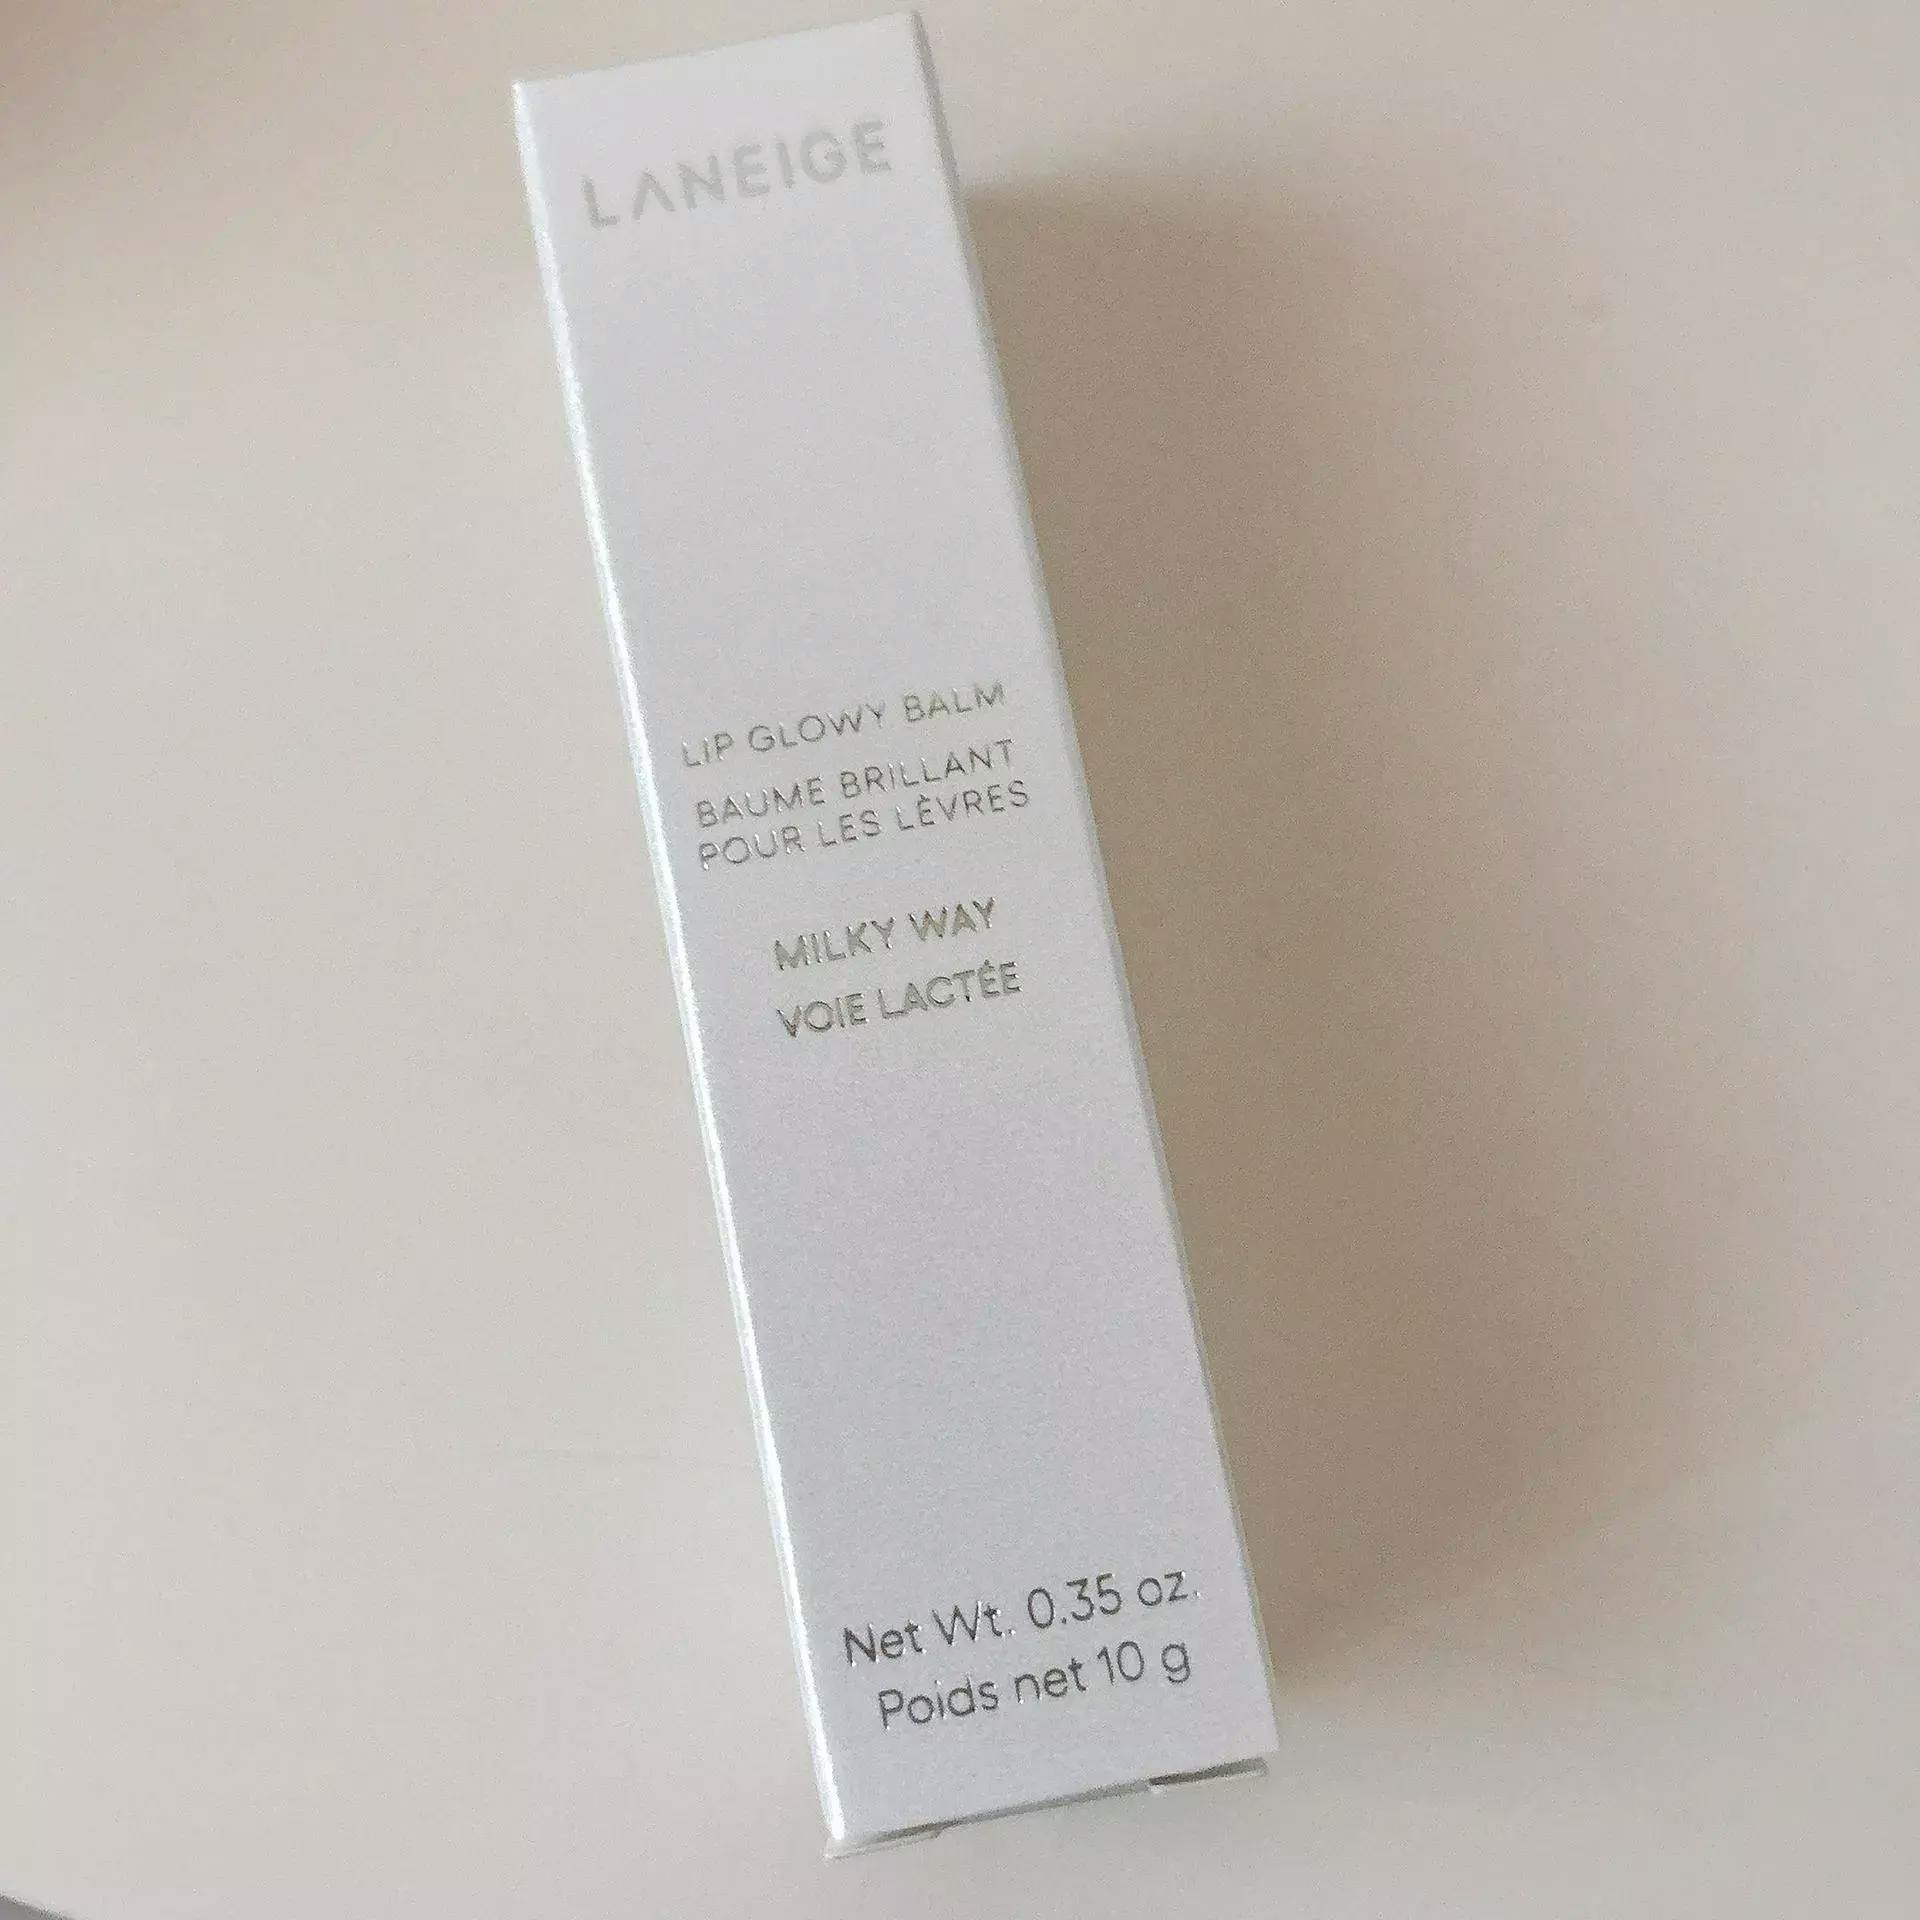 LANEIGE
LIP GLOWY BALM
BAUME BRILLANT
POUR LES LÈVRES
MILKY WAY
VOIE LACTÉE
Net Wt. 0.35 oz.
Poids net 10 g